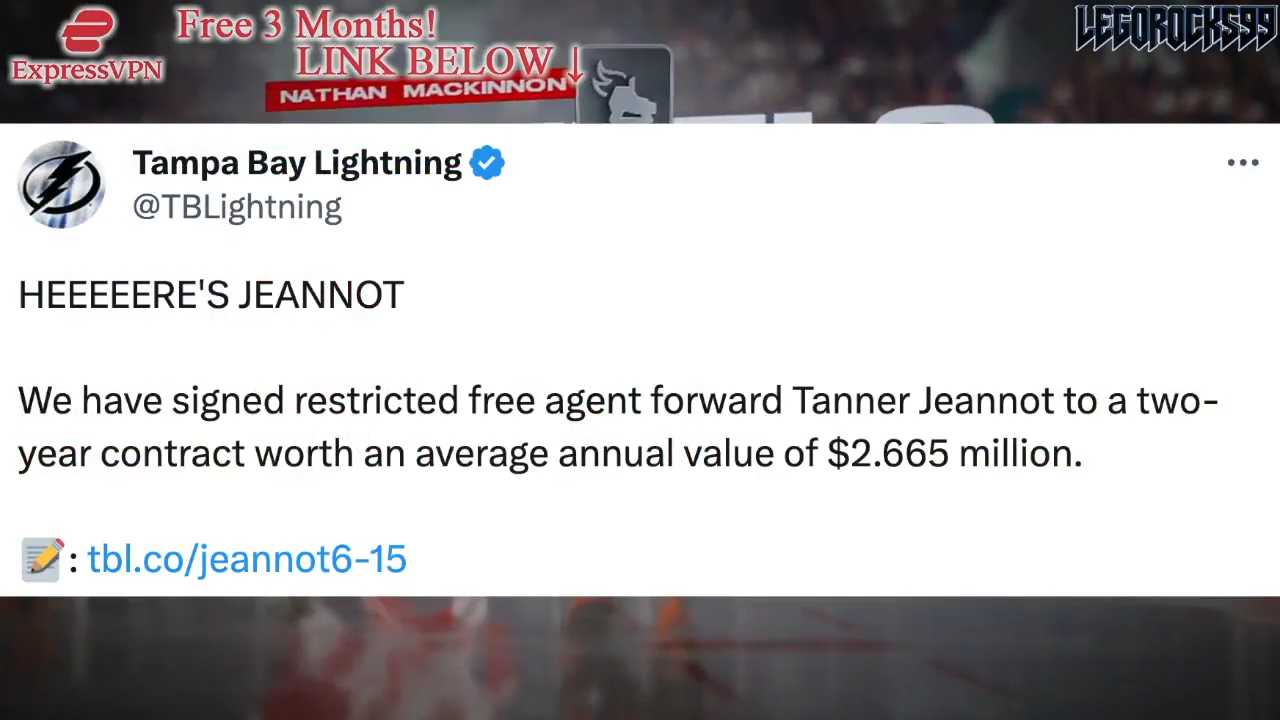 Free 3 Months!
LEGOROCKS99
ExpressVPN
LINK BELOW↓
NATHAN MACKINNON
Tampa Bay Lightning
@TBLightning
HEEEEERE'S JEANNOT
We have signed restricted free agent forward Tanner Jeannot to a two-
year contract worth an average annual value of $2.665 million.
: tbl.co/jeannot6-15